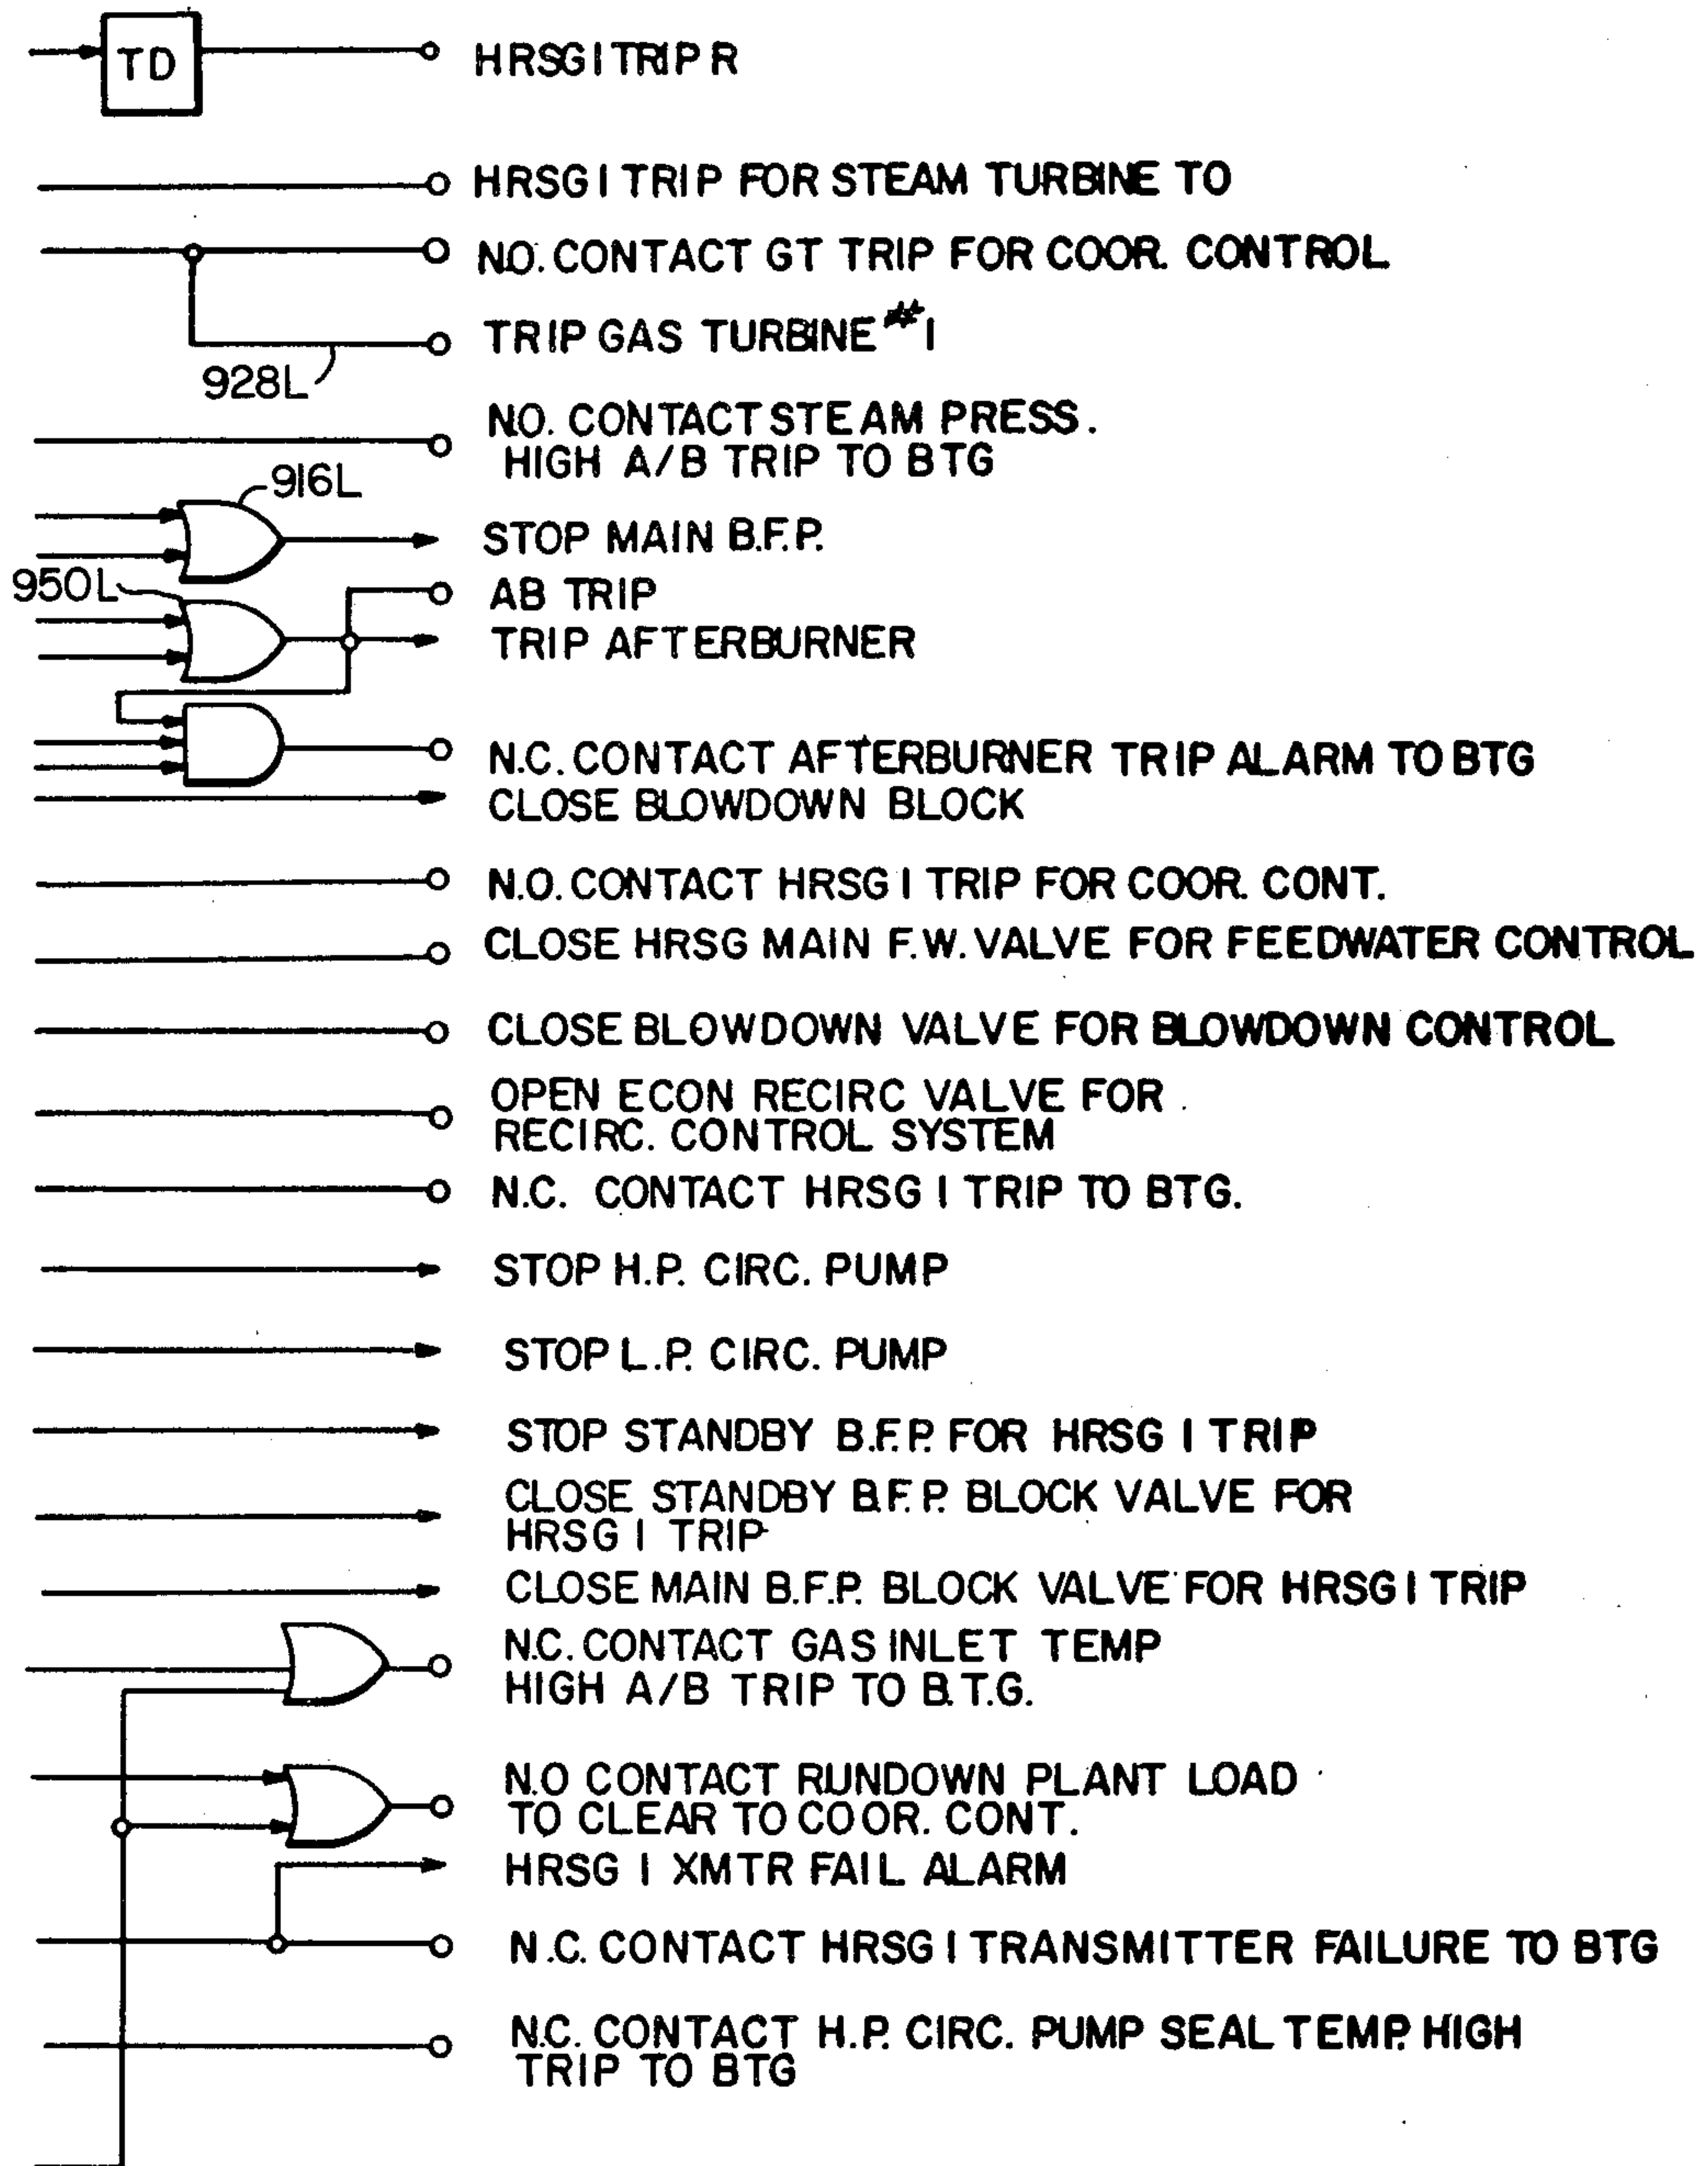 TD
HRSG I TRIP R
HRSG I TRIP FOR STEAM TURBINE TO
N.O. CONTACT GT TRIP FOR COOR. CONTROL
TRIP GAS TURBINE #1
928L
N.O. CONTACT STEAM PRESS.
HIGH A/B TRIP TO BTG
916L
STOP MAIN B.F.P.
950L
AB TRIP
TRIP AFTERBURNER
N.C. CONTACT AFTERBURNER TRIP ALARM TO BTG
CLOSE BLOWDOWN BLOCK
N.O. CONTACT HRSG I TRIP FOR COOR. CONT.
CLOSE HRSG MAIN F.W. VALVE FOR FEEDWATER CONTROL
CLOSE BLOWDOWN VALVE FOR BLOWDOWN CONTROL
OPEN ECON RECIRC VALVE FOR
RECIRC. CONTROL SYSTEM
N.C. CONTACT HRSG I TRIP TO BTG.
STOP H.P. CIRC. PUMP
STOP L.P. CIRC. PUMP
STOP STANDBY B.F.P. FOR HRSG I TRIP
CLOSE STANDBY B.F.P. BLOCK VALVE FOR
HRSG I TRIP
CLOSE MAIN B.F.P. BLOCK VALVE FOR HRSG I TRIP
N.C. CONTACT GAS INLET TEMP
HIGH A/B TRIP TO B.T.G.
N.O CONTACT RUNDOWN PLANT LOAD
TO CLEAR TO COOR. CONT.
HRSG I XMTR FAIL ALARM
N.C. CONTACT HRSG I TRANSMITTER FAILURE TO BTG
N.C. CONTACT H.P. CIRC. PUMP SEAL TEMP. HIGH
TRIP TO BTG